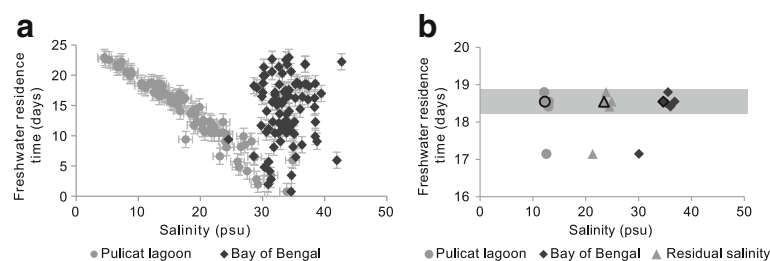 a
Freshwater residence
time (days)
25
20
15
10
5
0
0 10 20 30 40 50
Salinity (psu)
Pulicat lagoon Bay of Bengal
b
Freshwater residence
time (days)
20
19
18
17
16
0 10 20 30 40 50
Salinity (psu)
Pulicat lagoon Bay of Bengal Residual salinity